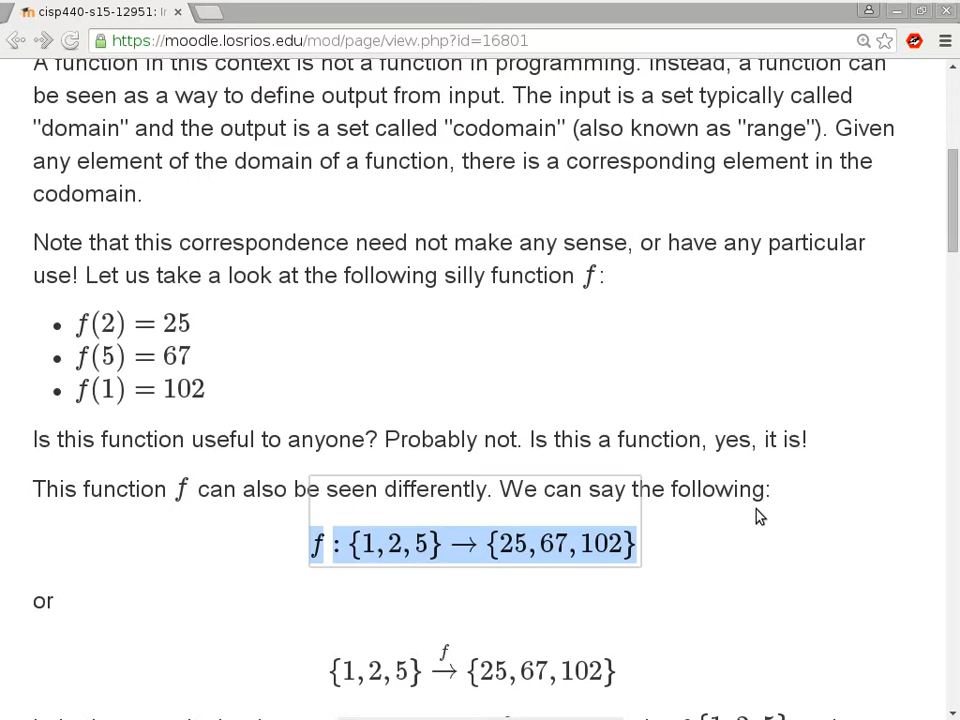 cisp440-s15-12951: Ir
https://moodle.losrios.edu/mod/page/view.php?id=16801
A function in this context is not a function in programming. Instead, a function can
be seen as a way to define output from input. The input is a set typically called
"domain" and the output is a set called "codomain" (also known as "range"). Given
any element of the domain of a function, there is a corresponding element in the
codomain.
Note that this correspondence need not make any sense, or have any particular
use! Let us take a look at the following silly function f:
• f(2) = 25
• f(5) = 67
• f(1) = 102
Is this function useful to anyone? Probably not. Is this a function, yes, it is!
This function f can also be seen differently. We can say the following:
f : {1, 2, 5} → {25, 67, 102}
or
{1, 2, 5} f→ {25, 67, 102}